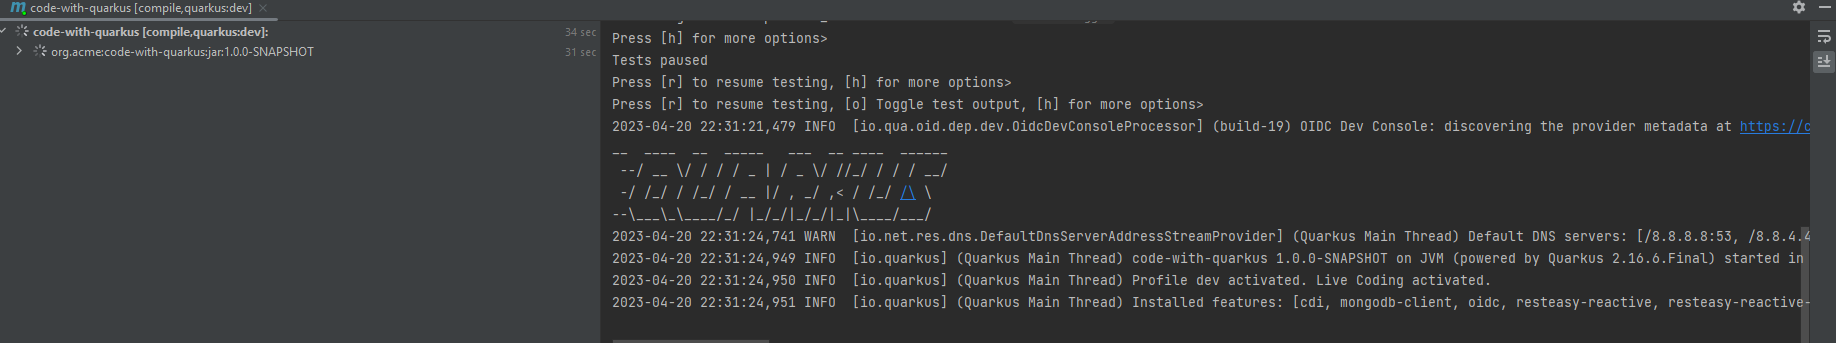 code-with-quarkus [compile,quarkus:dev]
code-with-quarkus [compile,quarkus:dev]: 34 sec
org.acme:code-with-quarkus:jar:1.0.0-SNAPSHOT 31 sec
Press [h] for more options>
Tests paused
Press [r] to resume testing, [h] for more options>
Press [r] to resume testing, [o] Toggle test output, [h] for more options>
2023-04-20 22:31:21,479 INFO  [io.qua.oid.dep.dev.OidcDevConsoleProcessor] (build-19) OIDC Dev Console: discovering the provider metadata at https://c
__  ____  __  _____   ___  __ ____  ______
 --/ __ \/ / / / _ | / _ \/ //_/ / / / __/
 -/ /_/ / /_/ / __ |/ , _/ ,< / /_/ /\ \
--\___\_\____/_/ |_/_/|_/_/|_|\____/___/
2023-04-20 22:31:24,741 WARN  [io.net.res.dns.DefaultDnsServerAddressStreamProvider] (Quarkus Main Thread) Default DNS servers: [/8.8.8.8:53, /8.8.4.4
2023-04-20 22:31:24,949 INFO  [io.quarkus] (Quarkus Main Thread) code-with-quarkus 1.0.0-SNAPSHOT on JVM (powered by Quarkus 2.16.6.Final) started in
2023-04-20 22:31:24,950 INFO  [io.quarkus] (Quarkus Main Thread) Profile dev activated. Live Coding activated.
2023-04-20 22:31:24,951 INFO  [io.quarkus] (Quarkus Main Thread) Installed features: [cdi, mongodb-client, oidc, resteasy-reactive, resteasy-reactive-